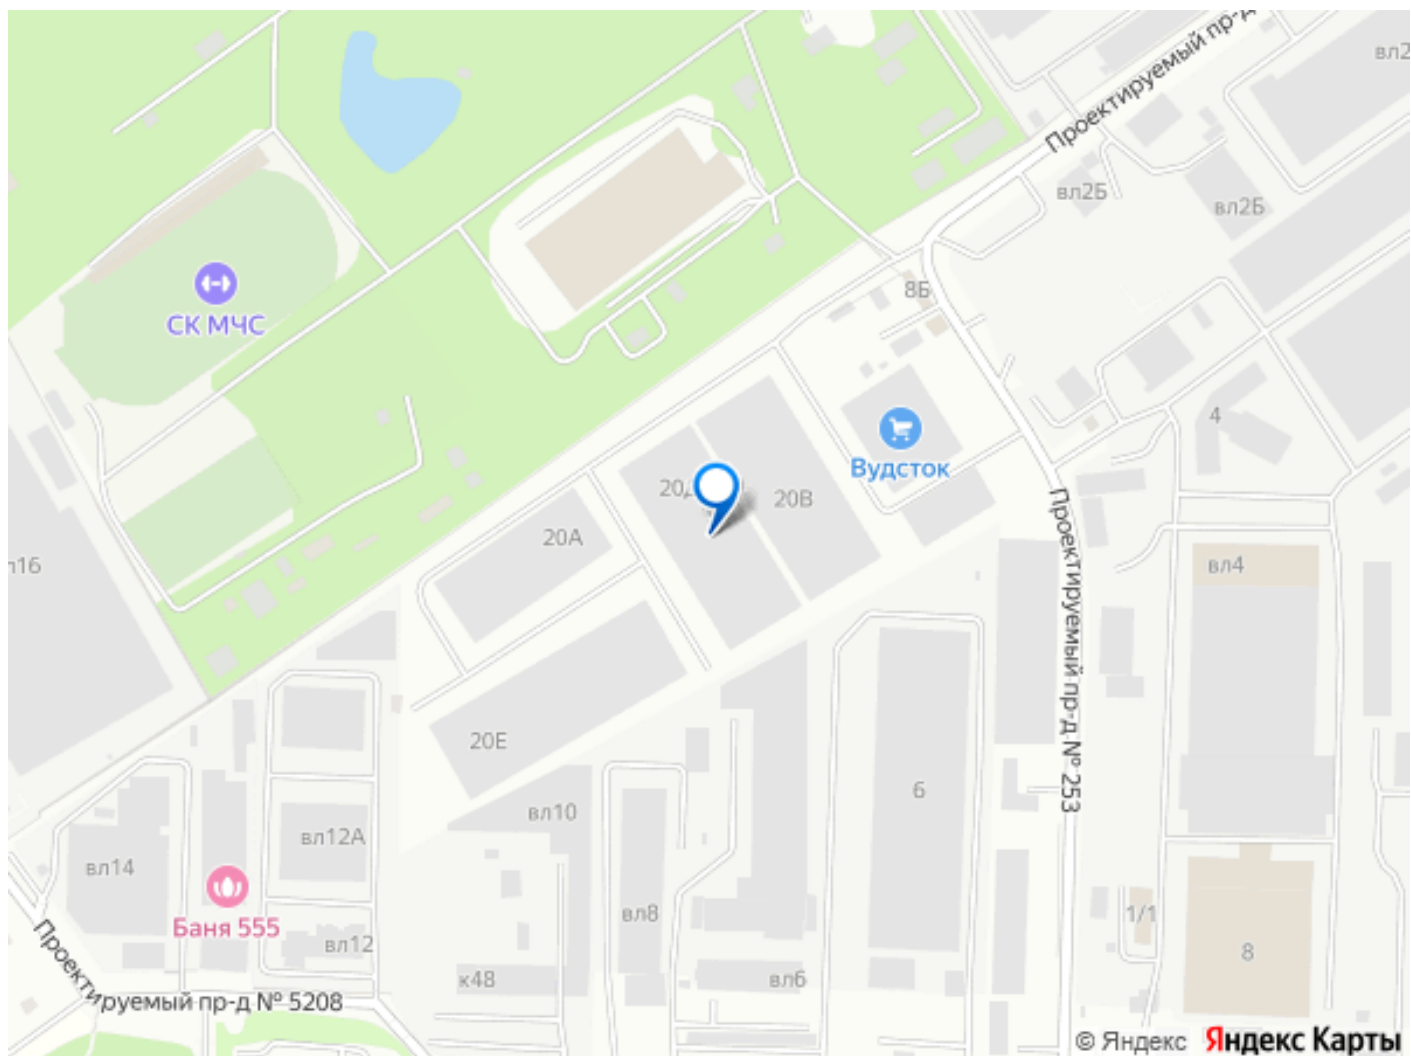 Проектируемый пр-д
вл2
вл2Б
вл2Б
СК МЧС
8Б
4
Вудсток
20В
20А
вл4
Проектируемый пр-д № 253
20Е
6
вл10
вл12А
вл14
Баня 555
вл8
1/1
вл12
8
к48
вл6
Проектируемый пр-д № 5208
© Яндекс Яндекс Карты